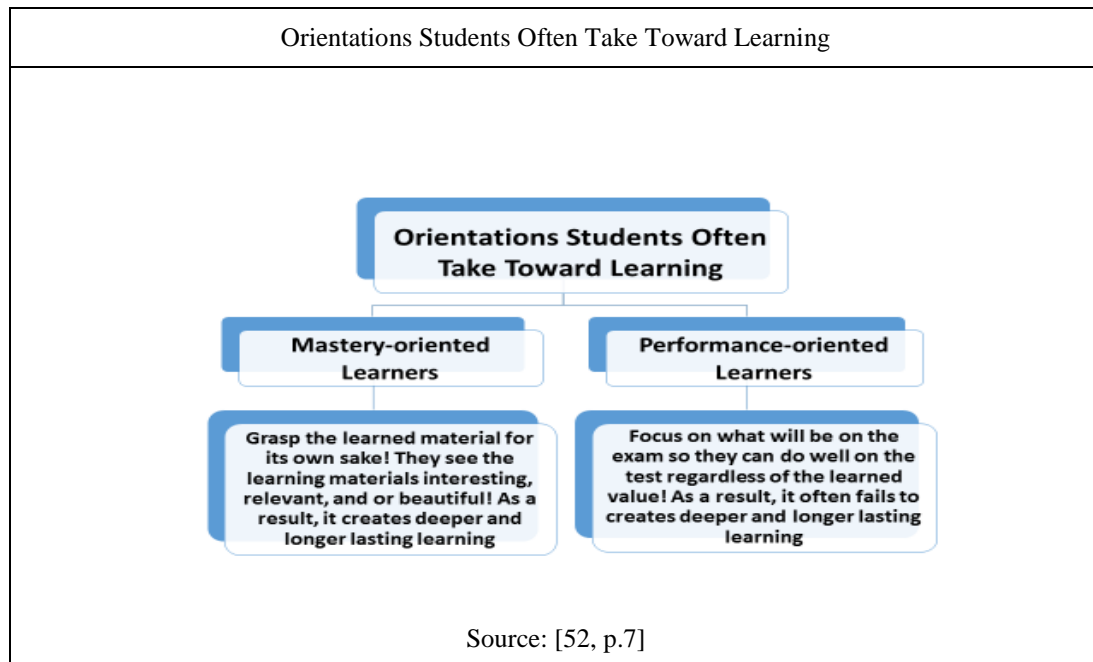 Orientations Students Often Take Toward Learning
Orientations Students Often
Take Toward Learning
Mastery-oriented
Learners
Performance-oriented
Learners
Grasp the learned material for
its own sake! They see the
learning materials interesting,
relevant, and or beautiful! As a
result, it creates deeper and
longer lasting learning
Focus on what will be on the
exam so they can do well on the
test regardless of the learned
value! As a result, it often fails to
creates deeper and longer lasting
learning
Source: [52, p.7]